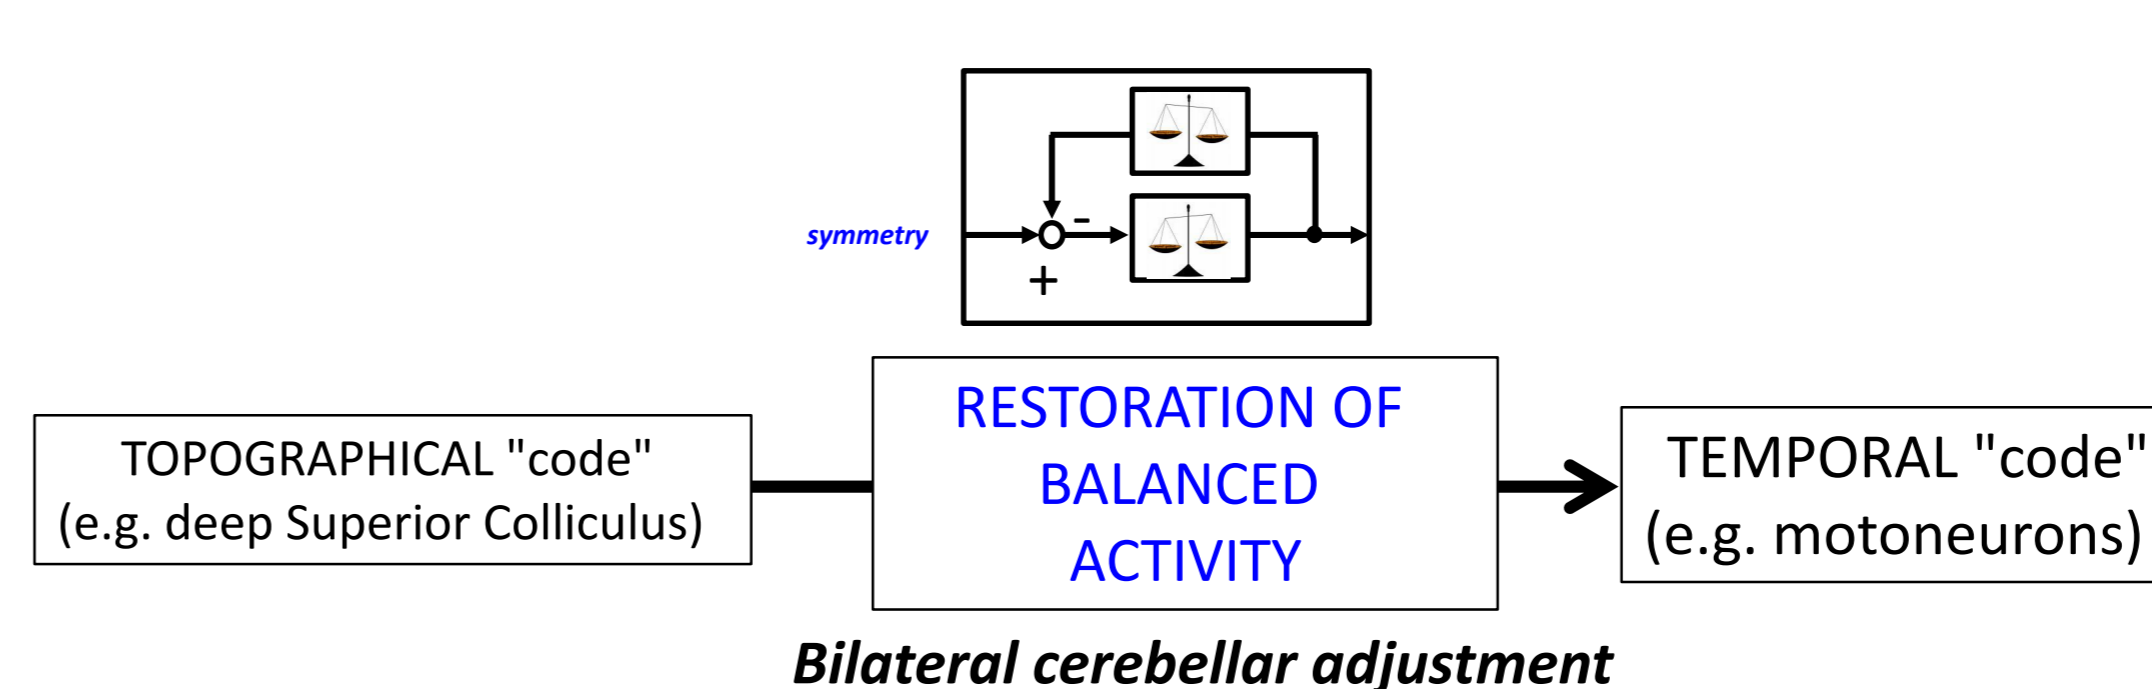 symmetry
-
+
TOPOGRAPHICAL "code"
(e.g. deep Superior Colliculus)
RESTORATION OF
BALANCED
ACTIVITY
TEMPORAL "code"
(e.g. motoneurons)
Bilateral cerebellar adjustment